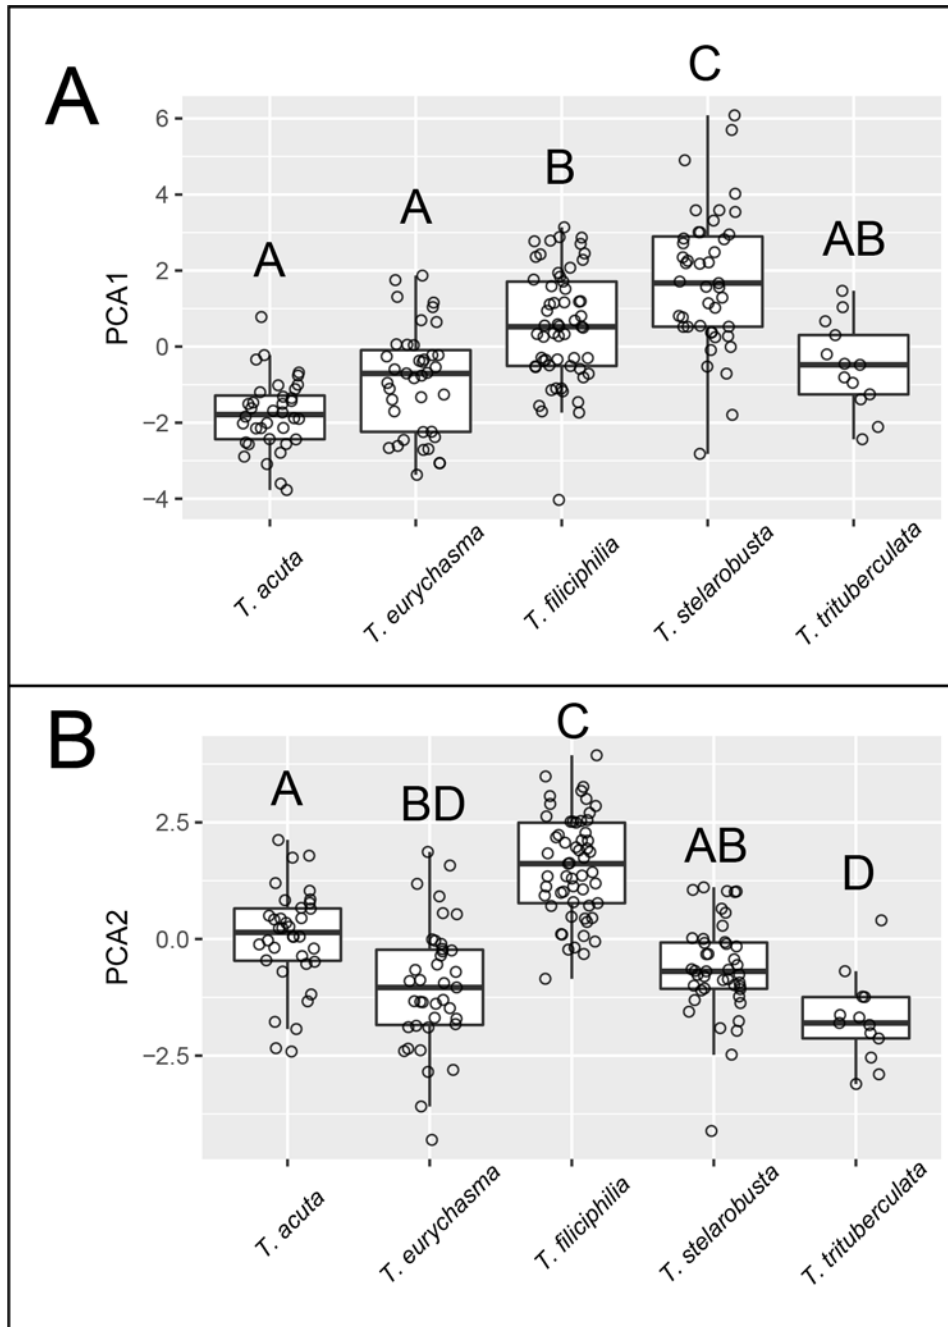 A
C
B
A
A
AB
6
4
2
0
−2
−4
PCA1
T. acuta
T. eurychasma
T. filiciphilia
T. stelarobusta
T. trituberculata
B
C
A
BD
AB
D
2.5
0.0
−2.5
PCA2
T. acuta
T. eurychasma
T. filiciphilia
T. stelarobusta
T. trituberculata